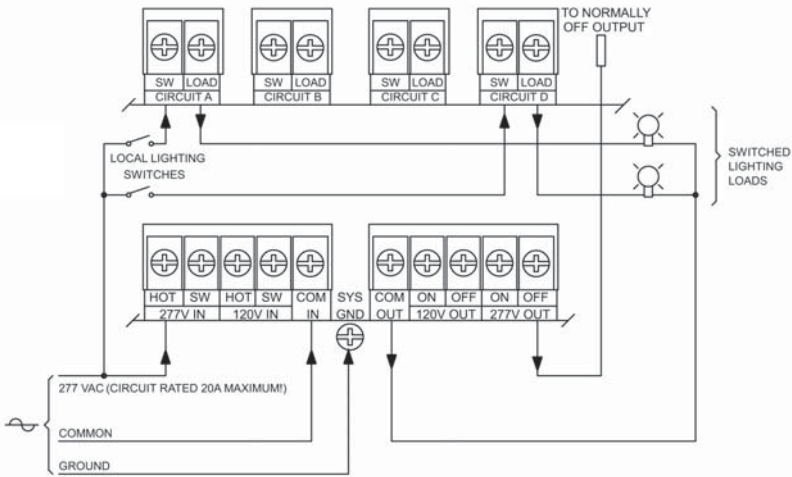 TO NORMALLY
OFF OUTPUT
SW LOAD SW LOAD SW LOAD SW LOAD
CIRCUIT A CIRCUIT B CIRCUIT C CIRCUIT D
LOCAL LIGHTING
SWITCHES
SWITCHED
LIGHTING
LOADS
HOT SW HOT SW COM SYS COM ON OFF ON OFF
277V IN 120V IN IN GND OUT 120V OUT 277V OUT
277 VAC (CIRCUIT RATED 20A MAXIMUM!)
COMMON
GROUND